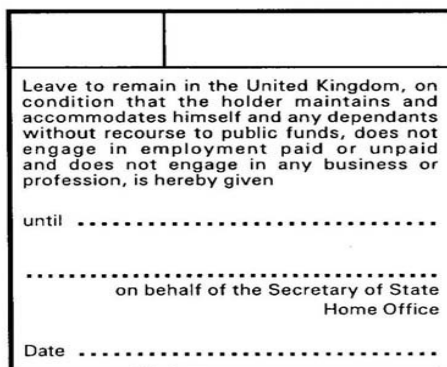 Leave to remain in the United Kingdom, on
condition that the holder maintains and
accommodates himself and any dependants
without recourse to public funds, does not
engage in employment paid or unpaid
and does not engage in any business or
profession, is hereby given
until ................................................
................................................................
on behalf of the Secretary of State
Home Office
Date ................................................